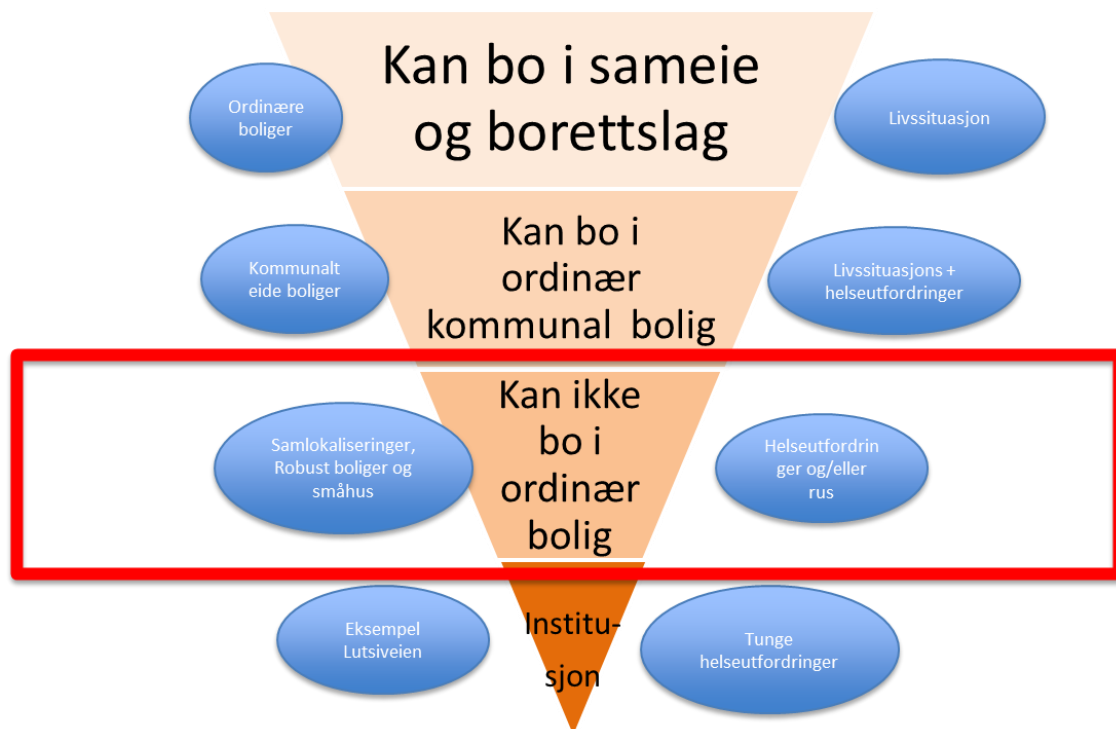 Kan bo i sameie
og borettslag
Ordinære
boliger
Livssituasjon
Kan bo i
ordinær
kommunal bolig
Kommunalt
eide boliger
Livssituasjons +
helseutfordringer
Kan ikke
bo i
ordinær
bolig
Samlokaliseringer,
Robust boliger og
småhus
Helseutfordrin
ger og/eller
rus
Institu-
sjon
Eksempel
Lutsiveien
Tunge
helseutfordringer